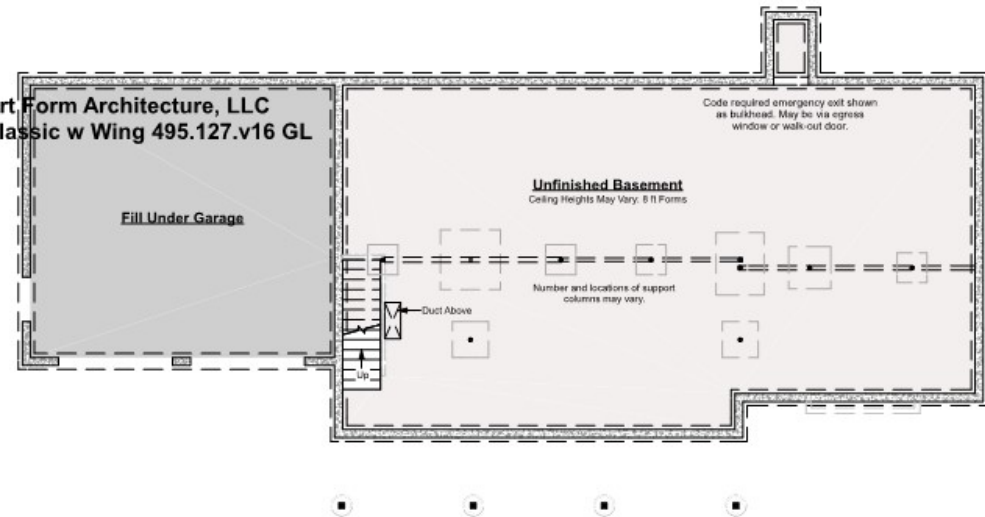 rt Form Architecture, LLC
lassic w Wing 495.127.v16 GL
Code required emergency exit shown
as bulkhead. May be via egress
window or walk-out door.
Unfinished Basement
Ceiling Heights May Vary: 8 ft Forms
Fill Under Garage
Number and locations of support
columns may vary.
Duct Above
Up